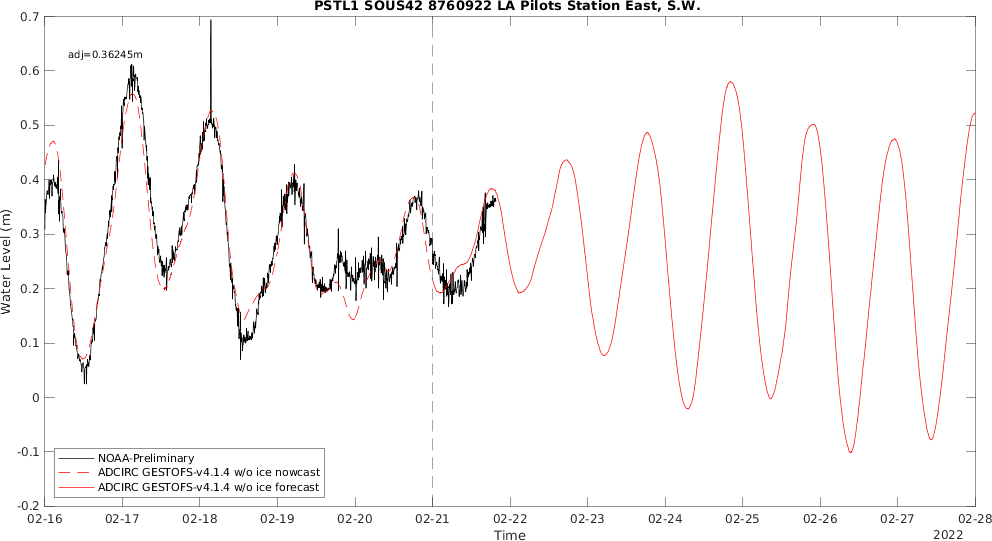 PSTL1 SOUS42 8760922 LA Pilots Station East, S.W.
adj=0.36245m
0.7
0.6
0.5
0.4
0.3
0.2
0.1
0
-0.1
-0.2
Water Level (m)
NOAA-Preliminary
ADCIRC GESTOFS-v4.1.4 w/o ice nowcast
ADCIRC GESTOFS-v4.1.4 w/o ice forecast
02-16 02-17 02-18 02-19 02-20 02-21 02-22 02-23 02-24 02-25 02-26 02-27 02-28
Time
2022